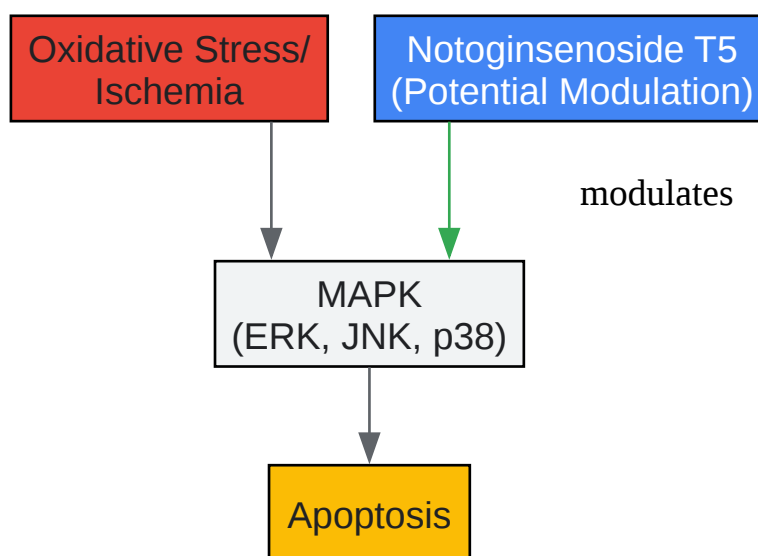 Oxidative Stress/
Ischemia
Notoginsenoside T5
(Potential Modulation)
modulates
MAPK
(ERK, JNK, p38)
Apoptosis